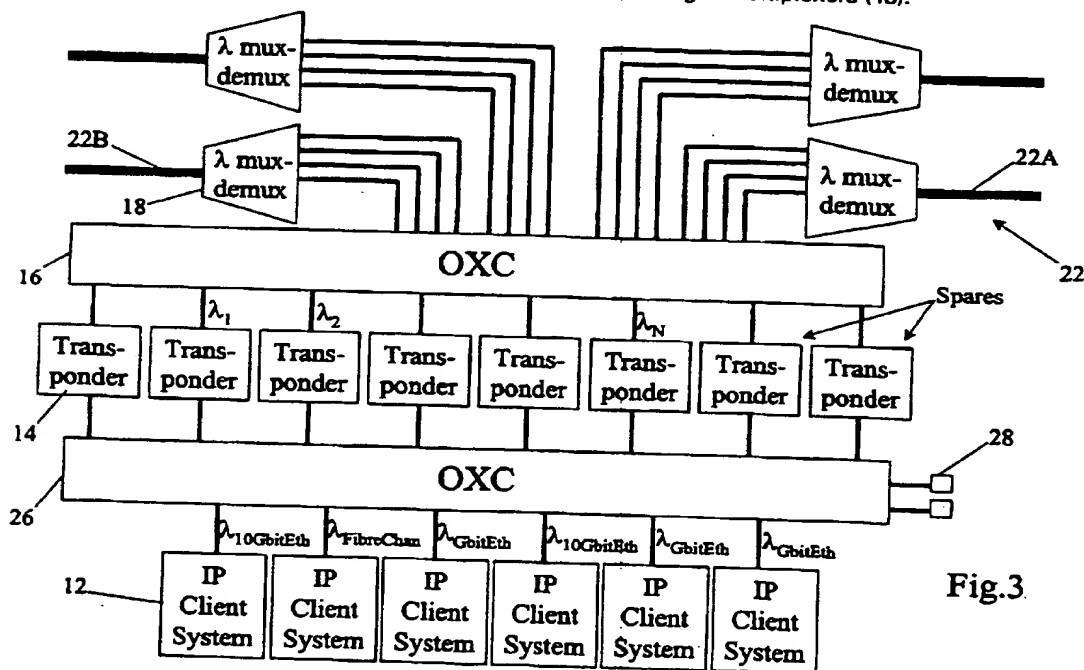 (18).
λ mux-
demux
λ mux-
demux
22B
λ mux-
demux
λ mux-
demux
22A
18
22
16
OXC
Spares
λ1
λ2
λN
Trans-
ponder
Trans-
ponder
Trans-
ponder
Trans-
ponder
Trans-
ponder
Trans-
ponder
Trans-
ponder
Trans-
ponder
14
28
OXC
26
λ10GbitEth
λFibreChan
λGbitEth
λ10GbitEth
λGbitEth
λGbitEth
12
IP
Client
System
IP
Client
System
IP
Client
System
IP
Client
System
IP
Client
System
IP
Client
System
Fig.3